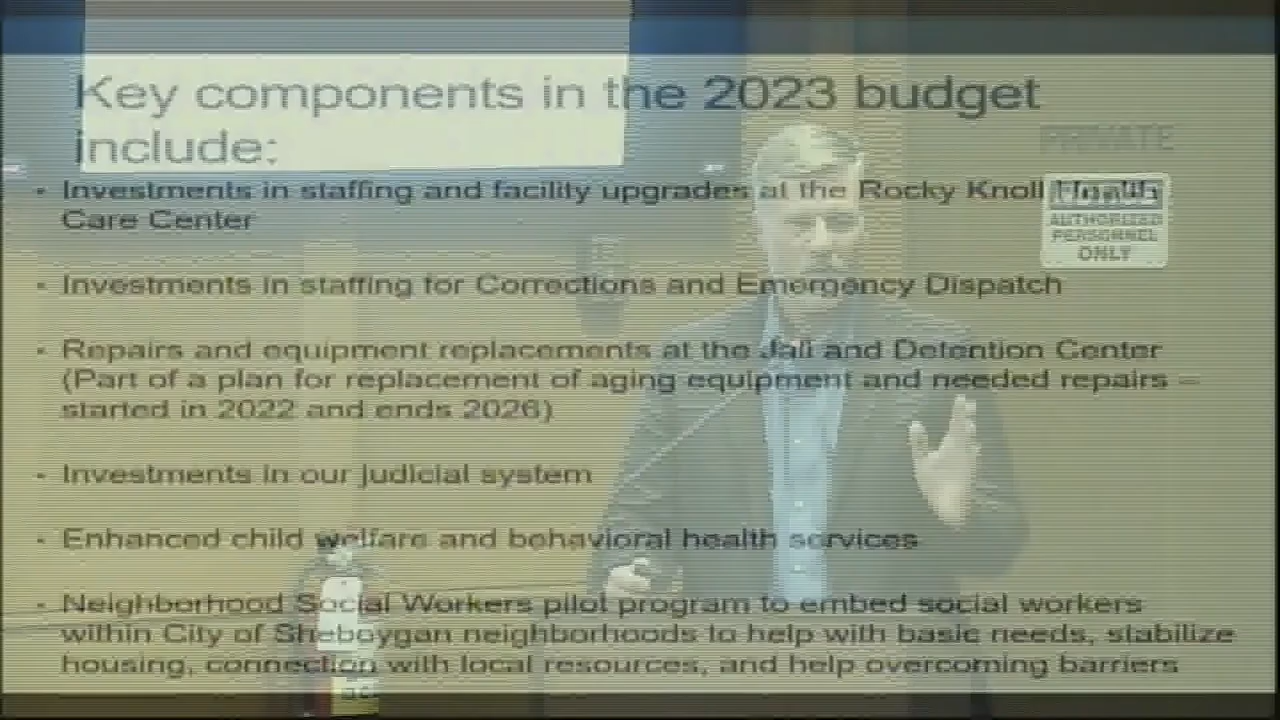 Key components in the 2023 budget
include:
PRIVATE
- Investments in staffing and facility upgrades at the Rocky Knoll Health
Care Center
AUTHORIZED
PERSONNEL
ONLY
- Investments in staffing for Corrections and Emergency Dispatch
- Repairs and equipment replacements at the Jail and Detention Center
(Part of a plan for replacement of aging equipment and needed repairs –
started in 2022 and ends 2026)
- Investments in our judicial system
- Enhanced child welfare and behavioral health services
- Neighborhood Social Workers pilot program to embed social workers
within City of Sheboygan neighborhoods to help with basic needs, stabilize
housing, connection with local resources, and help overcoming barriers